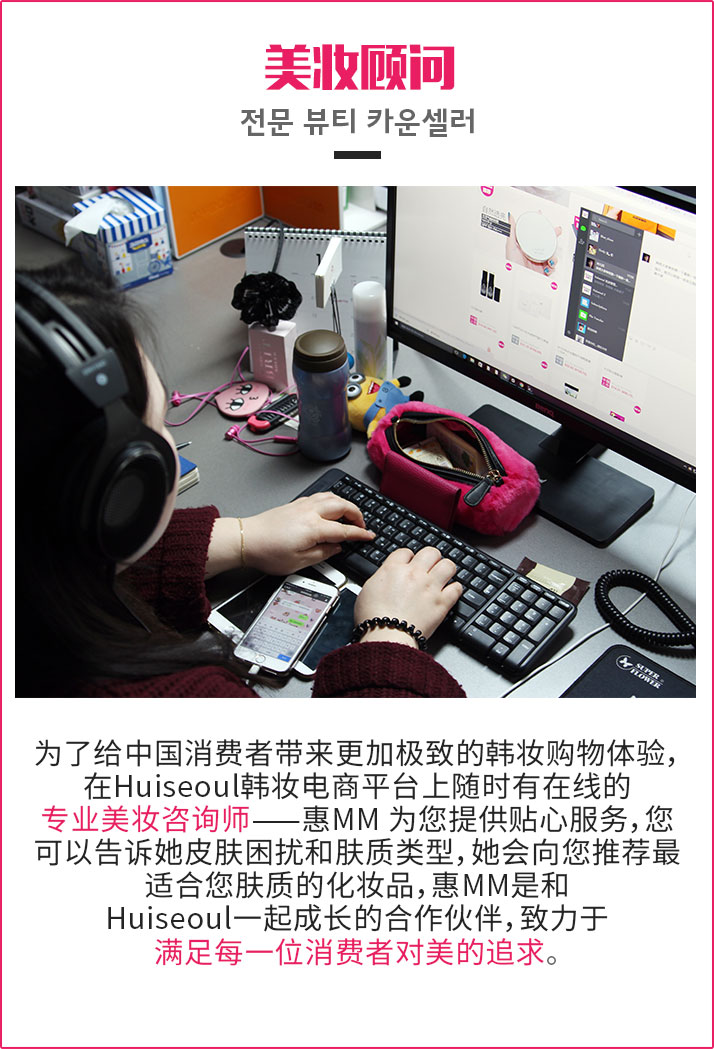 美妆顾问
전문 뷰티 카운셀러
SUPER
FLOWER
为了给中国消费者带来更加极致的韩妆购物体验，
在Huiseoul韩妆电商平台上随时有在线的
专业美妆咨询师——惠MM 为您提供贴心服务，您
可以告诉她皮肤困扰和肤质类型，她会向您推荐最
适合您肤质的化妆品，惠MM是和
Huiseoul一起成长的合作伙伴，致力于
满足每一位消费者对美的追求。